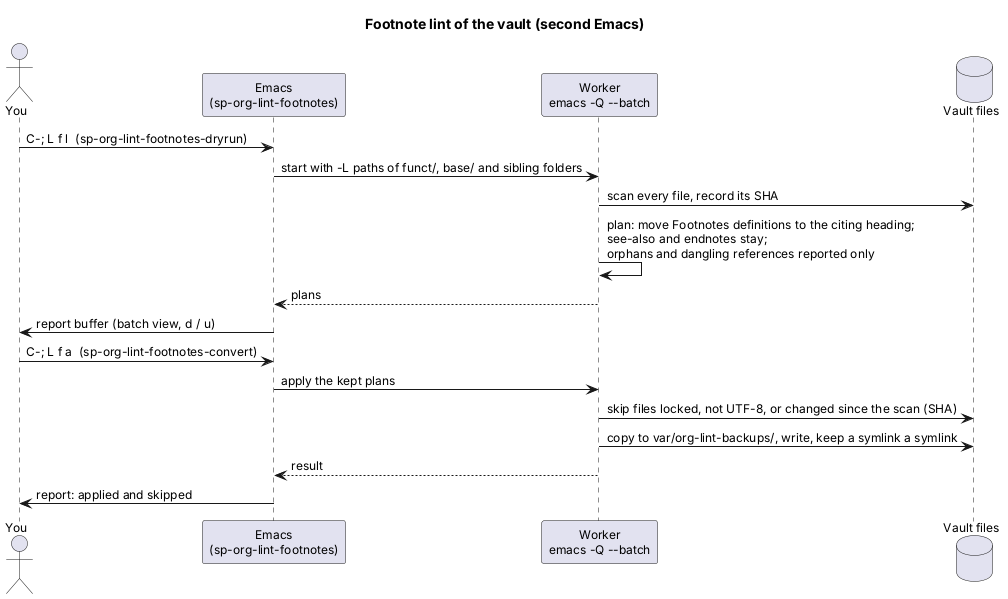 Footnote lint of the vault (second Emacs)
You
Emacs
(sp-org-lint-footnotes)
Worker
emacs -Q --batch
Vault files
C-; L f l  (sp-org-lint-footnotes-dryrun)
start with -L paths of funct/, base/ and sibling folders
scan every file, record its SHA
plan: move Footnotes definitions to the citing heading;
see-also and endnotes stay;
orphans and dangling references reported only
plans
report buffer (batch view, d / u)
C-; L f a  (sp-org-lint-footnotes-convert)
apply the kept plans
skip files locked, not UTF-8, or changed since the scan (SHA)
copy to var/org-lint-backups/, write, keep a symlink a symlink
result
report: applied and skipped
You
Emacs
(sp-org-lint-footnotes)
Worker
emacs -Q --batch
Vault files